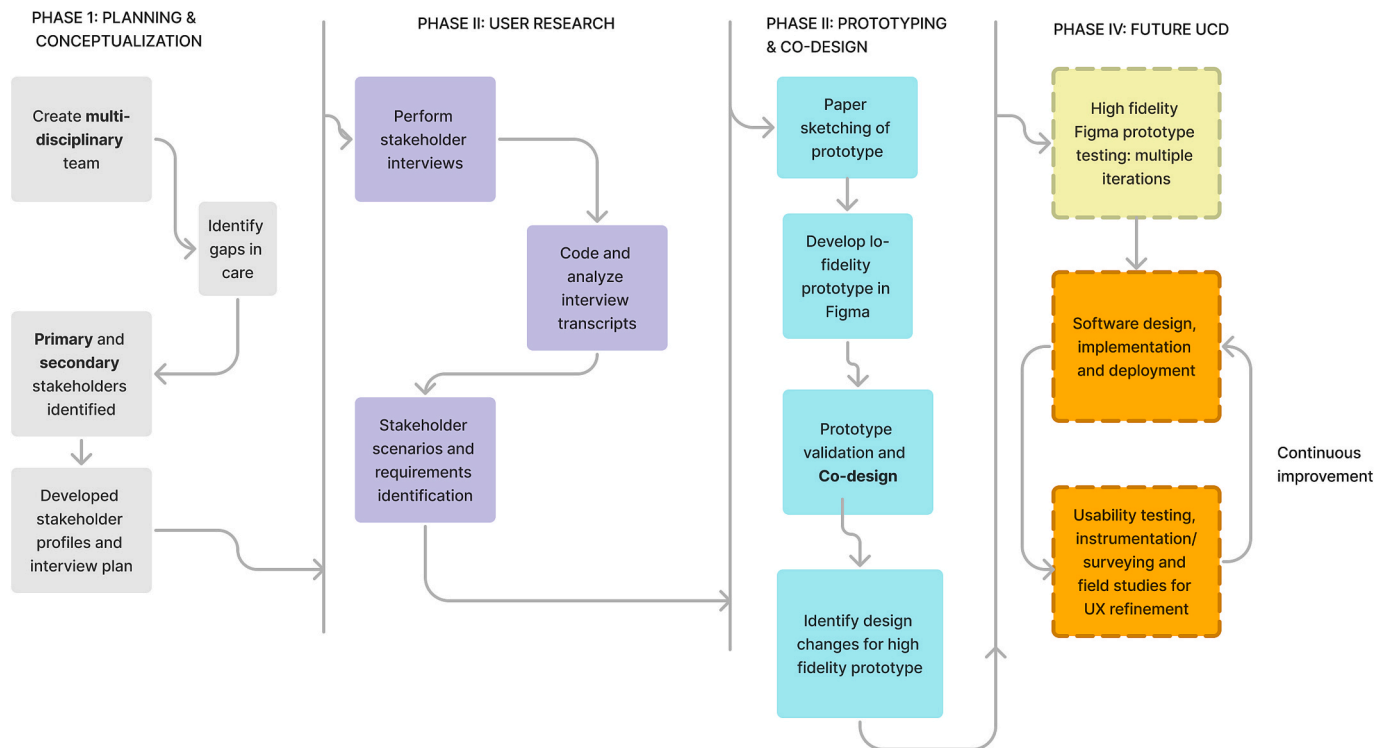 PHASE 1: PLANNING &
CONCEPTUALIZATION
Create multi-
disciplinary
team
Identify
gaps in
care
Primary and
secondary
stakeholders
identified
Developed
stakeholder
profiles and
interview plan
PHASE II: USER RESEARCH
Perform
stakeholder
interviews
Code and
analyze
interview
transcripts
Stakeholder
scenarios and
requirements
identification
PHASE II: PROTOTYPING
& CO-DESIGN
Paper
sketching of
prototype
Develop lo-
fidelity
prototype in
Figma
Prototype
validation and
Co-design
Identify design
changes for high
fidelity prototype
PHASE IV: FUTURE UCD
High fidelity
Figma prototype
testing: multiple
iterations
Software design,
implementation
and deployment
Usability testing,
instrumentation/
surveying and
field studies for
UX refinement
Continuous
improvement